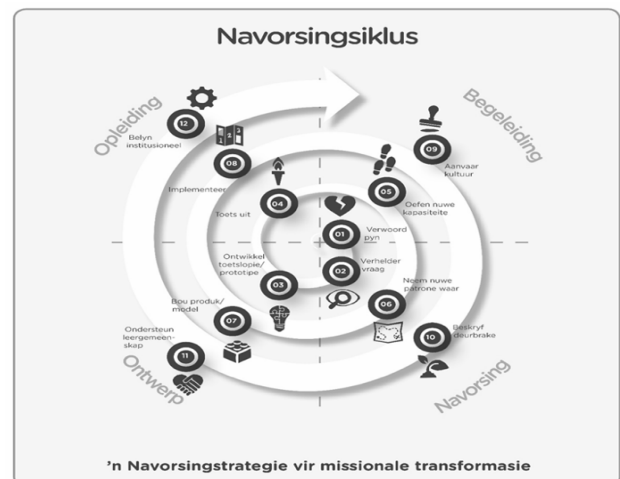 Navorsingsiklus
Opleiding
Begeleiding
12
Belyn
institusioneel
08
Implementeer
04
Toets uit
09
Aanvaar
kultuur
05
Oefen nuwe
kapasiteite
01
Verwoord
pyn
02
Verhelder
vraag
03
Ontwikkel
toetslopie/
prototipe
06
Neem nuwe
patrone waar
07
Bou produk/
model
10
Beskryf
deurbrake
11
Ondersteun
leergemeen-
skap
Ontwerp
Navorsing
'n Navorsingstrategie vir missionale transformasie